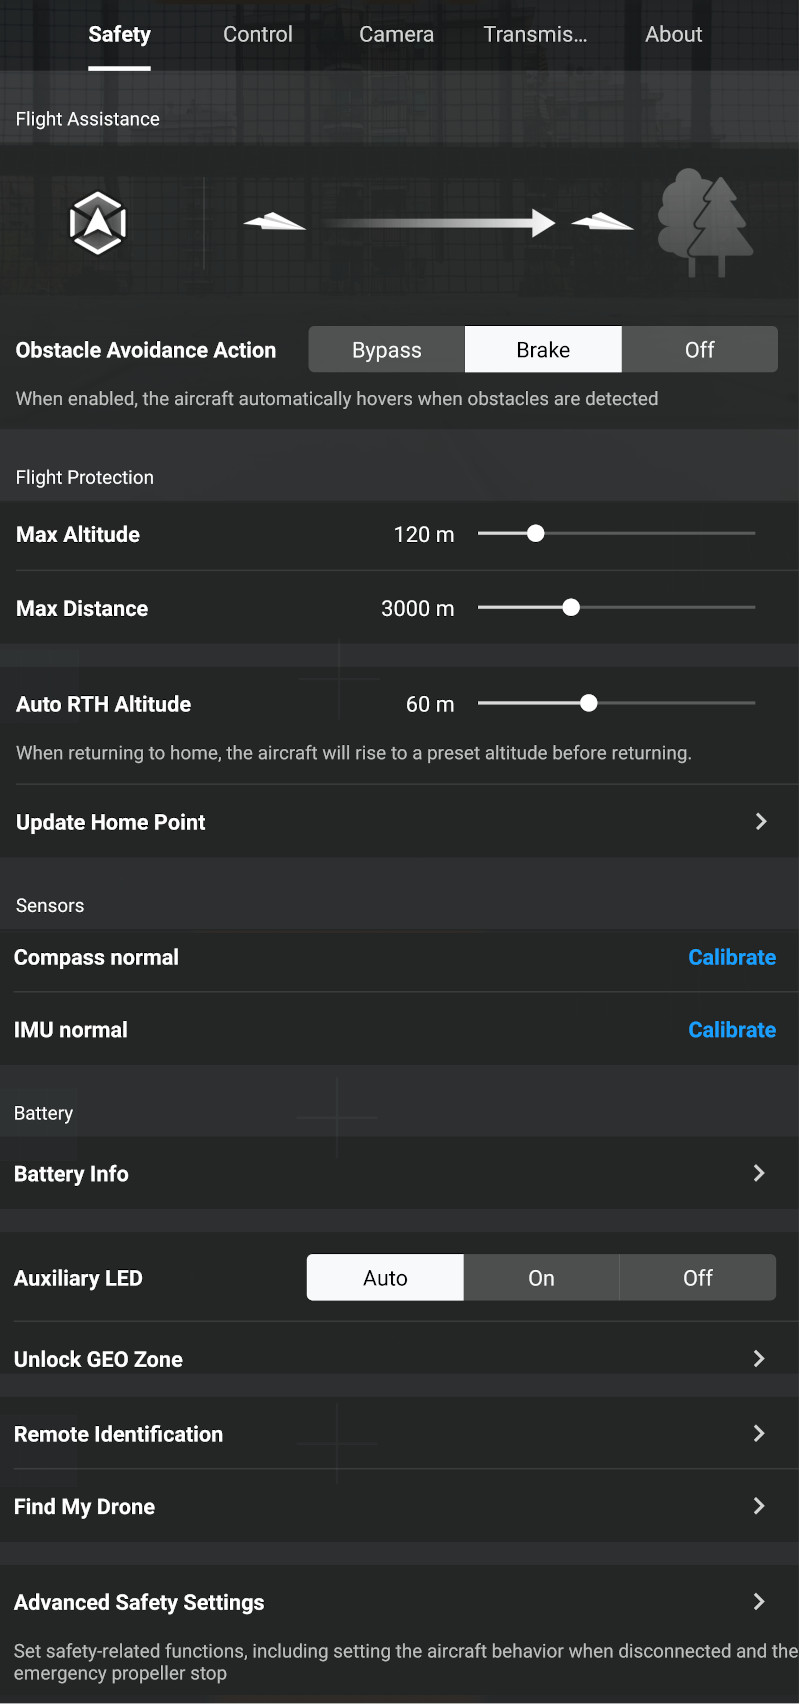 Safety Control Camera Transmis... About
Flight Assistance
Obstacle Avoidance Action Bypass Brake Off
When enabled, the aircraft automatically hovers when obstacles are detected
Flight Protection
Max Altitude 120 m
Max Distance 3000 m
Auto RTH Altitude 60 m
When returning to home, the aircraft will rise to a preset altitude before returning.
Update Home Point
Sensors
Compass normal Calibrate
IMU normal Calibrate
Battery
Battery Info
Auxiliary LED Auto On Off
Unlock GEO Zone
Remote Identification
Find My Drone
Advanced Safety Settings
Set safety-related functions, including setting the aircraft behavior when disconnected and the
emergency propeller stop